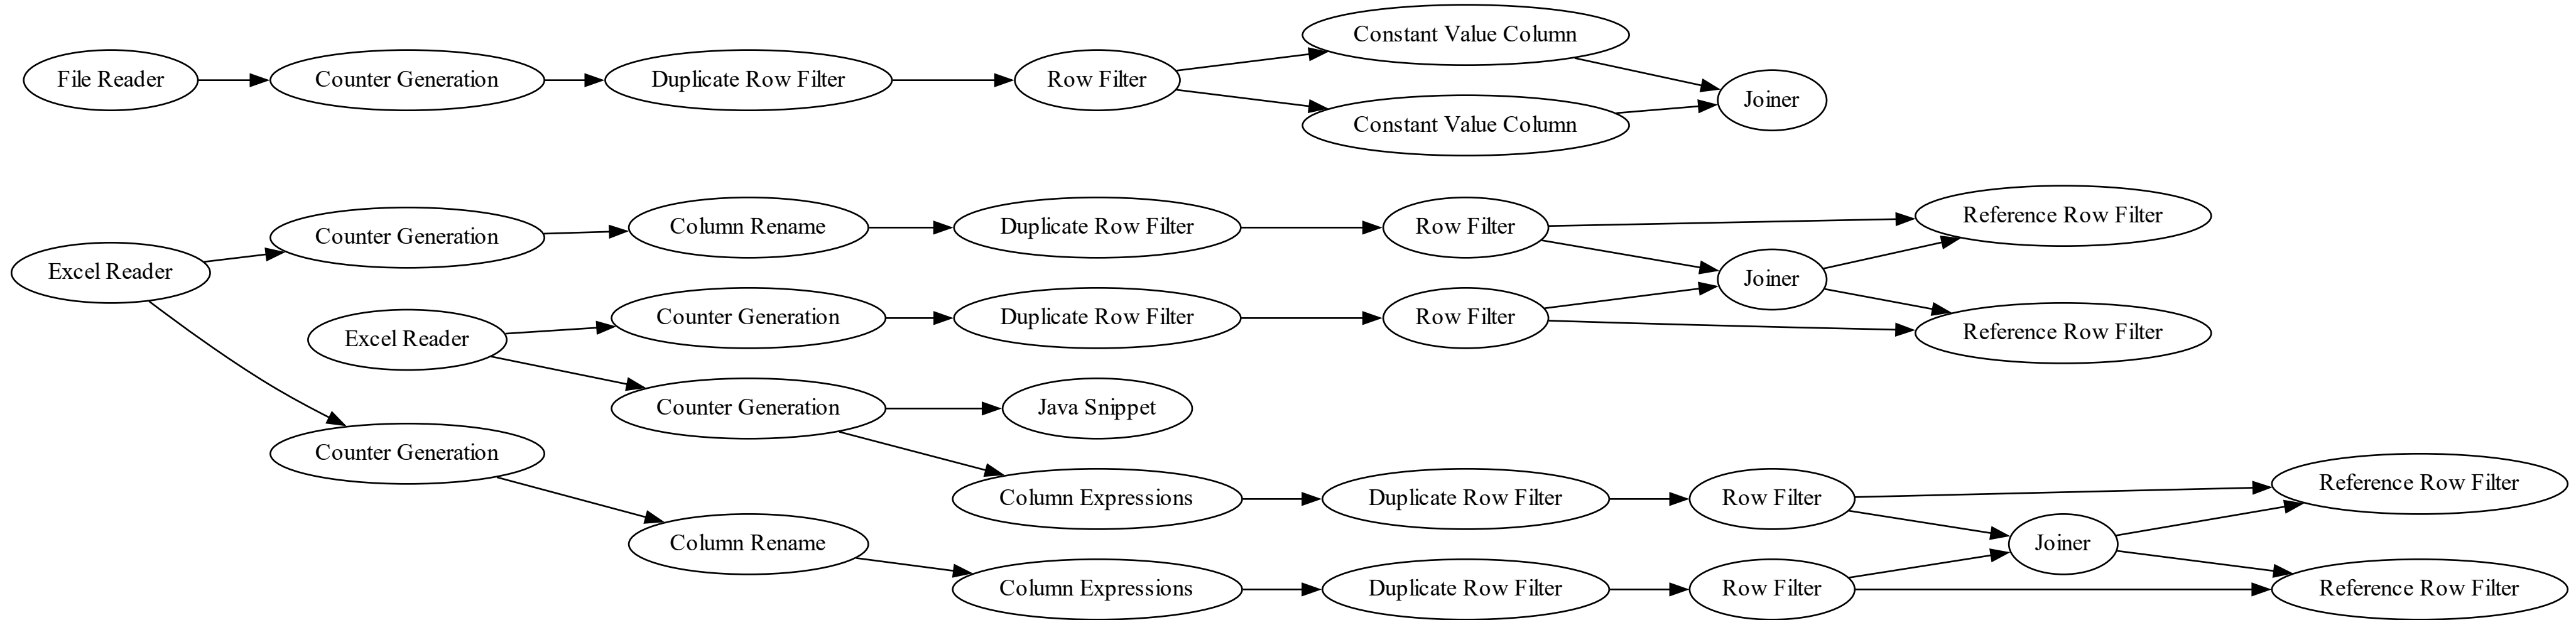 File Reader
Counter Generation
Duplicate Row Filter
Row Filter
Constant Value Column
Constant Value Column
Joiner
Excel Reader
Counter Generation
Column Rename
Duplicate Row Filter
Row Filter
Reference Row Filter
Joiner
Excel Reader
Counter Generation
Duplicate Row Filter
Row Filter
Reference Row Filter
Counter Generation
Java Snippet
Counter Generation
Column Expressions
Duplicate Row Filter
Row Filter
Reference Row Filter
Column Rename
Joiner
Column Expressions
Duplicate Row Filter
Row Filter
Reference Row Filter